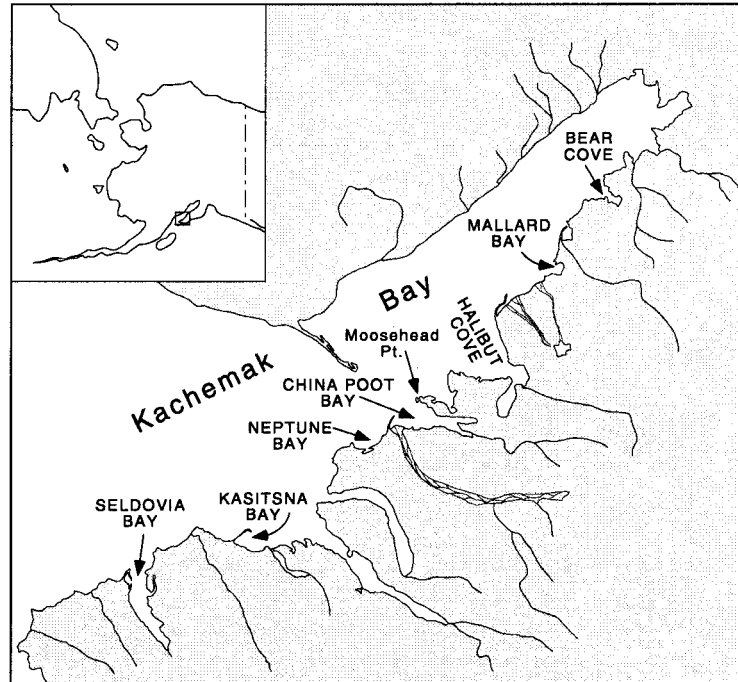 BEAR
COVE
MALLARD
BAY
Kachemak Bay
HALIBUT
COVE
Moosehead
Pt.
CHINA POOT
BAY
NEPTUNE
BAY
KASITSNA
BAY
SELDOVIA
BAY